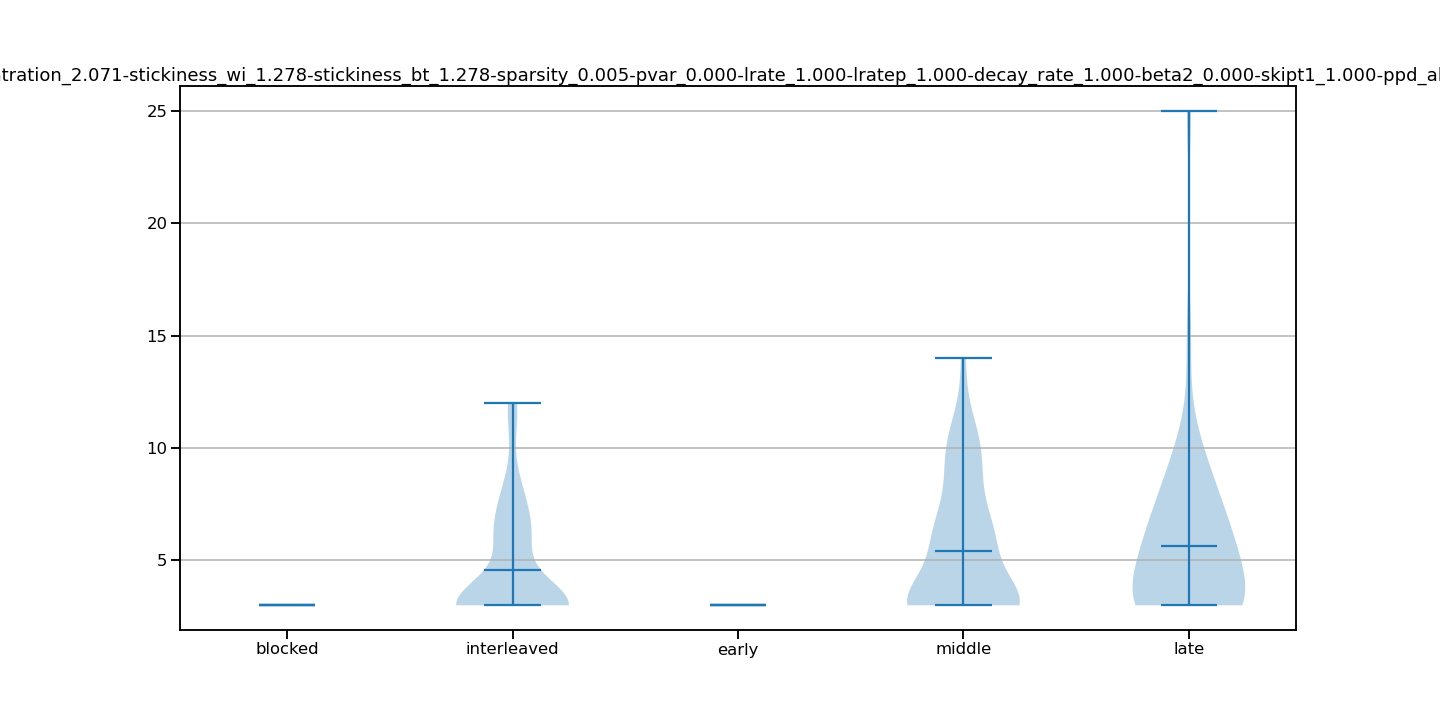 tration_2.071-stickiness_wi_1.278-stickiness_bt_1.278-sparsity_0.005-pvar_0.000-lrate_1.000-lratep_1.000-decay_rate_1.000-beta2_0.000-skipt1_1.000-ppd_al
25
20
15
10
5
blocked interleaved early middle late